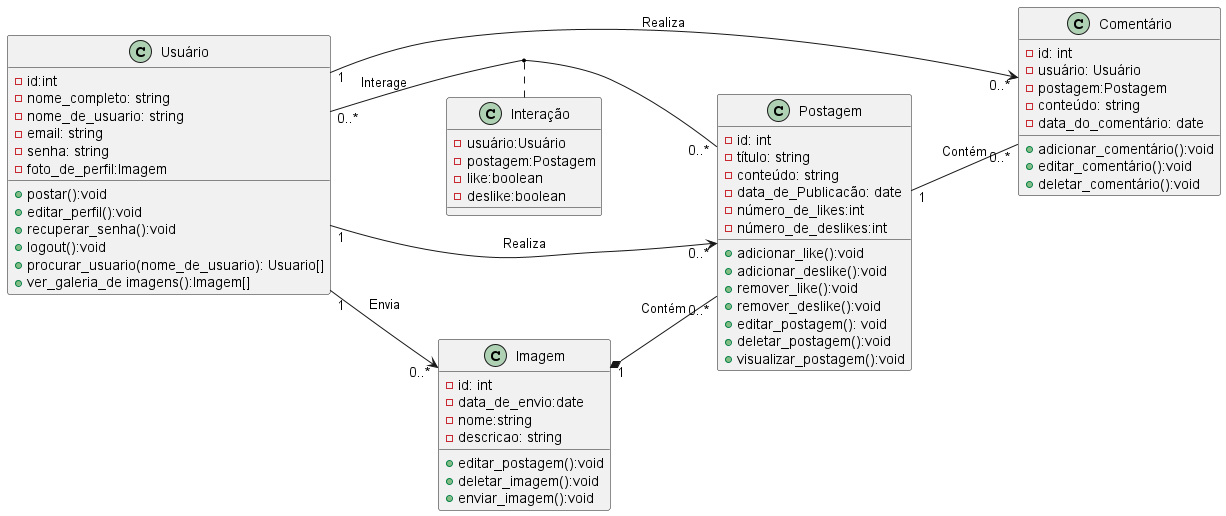 Usuário
id:int
nome_completo: string
nome_de_usuario: string
email: string
senha: string
foto_de_perfil:Imagem
postar():void
editar_perfil():void
recuperar_senha():void
logout():void
procurar_usuario(nome_de_usuario): Usuario[]
ver_galeria_de imagens():Imagem[]
Realiza
1
0..*
Interage
0..*
0..*
Interação
usuário:Usuário
postagem:Postagem
like:boolean
deslike:boolean
Realiza
1
0..*
Envia
1
0..*
Imagem
id: int
data_de_envio:date
nome:string
descricao: string
editar_postagem():void
deletar_imagem():void
enviar_imagem():void
Contém
1
0..*
Postagem
id: int
título: string
conteúdo: string
data_de_Publicacão: date
número_de_likes:int
número_de_deslikes:int
adicionar_like():void
adicionar_deslike():void
remover_like():void
remover_deslike():void
editar_postagem(): void
deletar_postagem():void
visualizar_postagem():void
Contém
1
0..*
Comentário
id: int
usuário: Usuário
postagem:Postagem
conteúdo: string
data_do_comentário: date
adicionar_comentário():void
editar_comentário():void
deletar_comentário():void